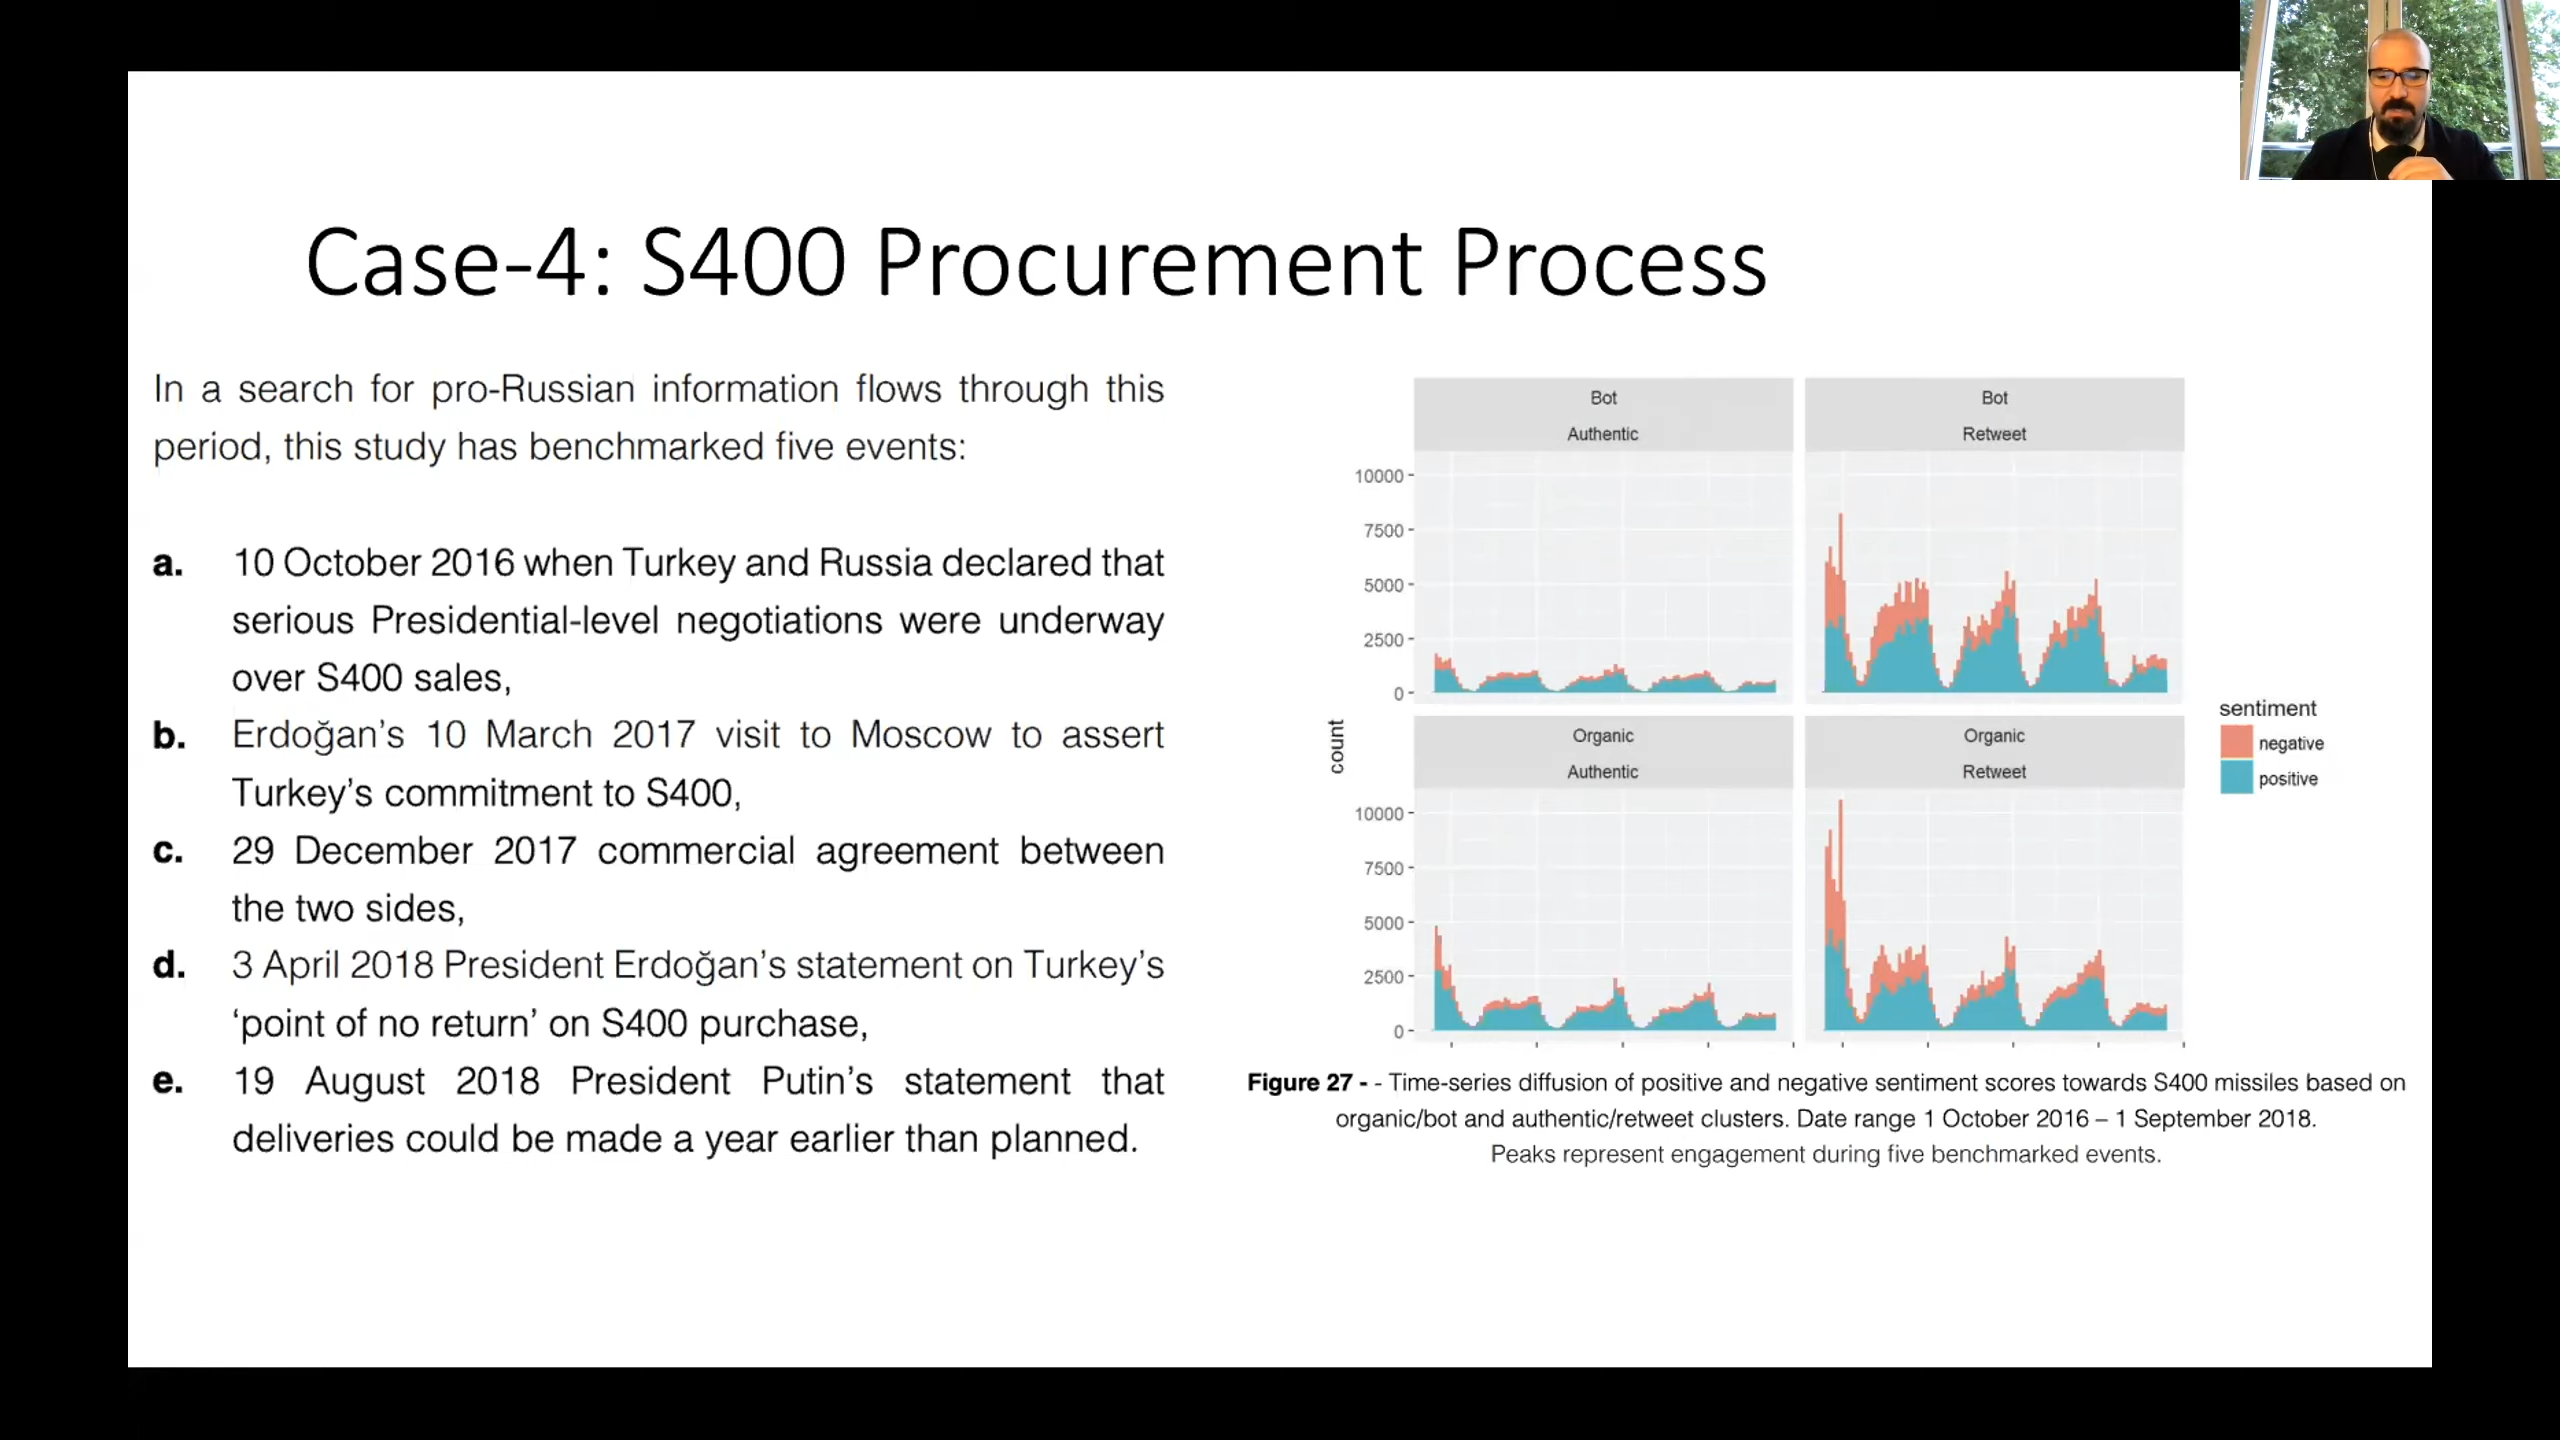 Case-4: S400 Procurement Process
In a search for pro-Russian information flows through this
period, this study has benchmarked five events:
a. 10 October 2016 when Turkey and Russia declared that
serious Presidential-level negotiations were underway
over S400 sales,
b. Erdoğan’s 10 March 2017 visit to Moscow to assert
Turkey’s commitment to S400,
c. 29 December 2017 commercial agreement between
the two sides,
d. 3 April 2018 President Erdoğan’s statement on Turkey’s
‘point of no return’ on S400 purchase,
e. 19 August 2018 President Putin’s statement that
deliveries could be made a year earlier than planned.
Bot
Authentic
Bot
Retweet
10000
7500
5000
2500
0
count
Organic
Authentic
Organic
Retweet
10000
7500
5000
2500
0
sentiment
negative
positive
Figure 27 - - Time-series diffusion of positive and negative sentiment scores towards S400 missiles based on
organic/bot and authentic/retweet clusters. Date range 1 October 2016 – 1 September 2018.
Peaks represent engagement during five benchmarked events.